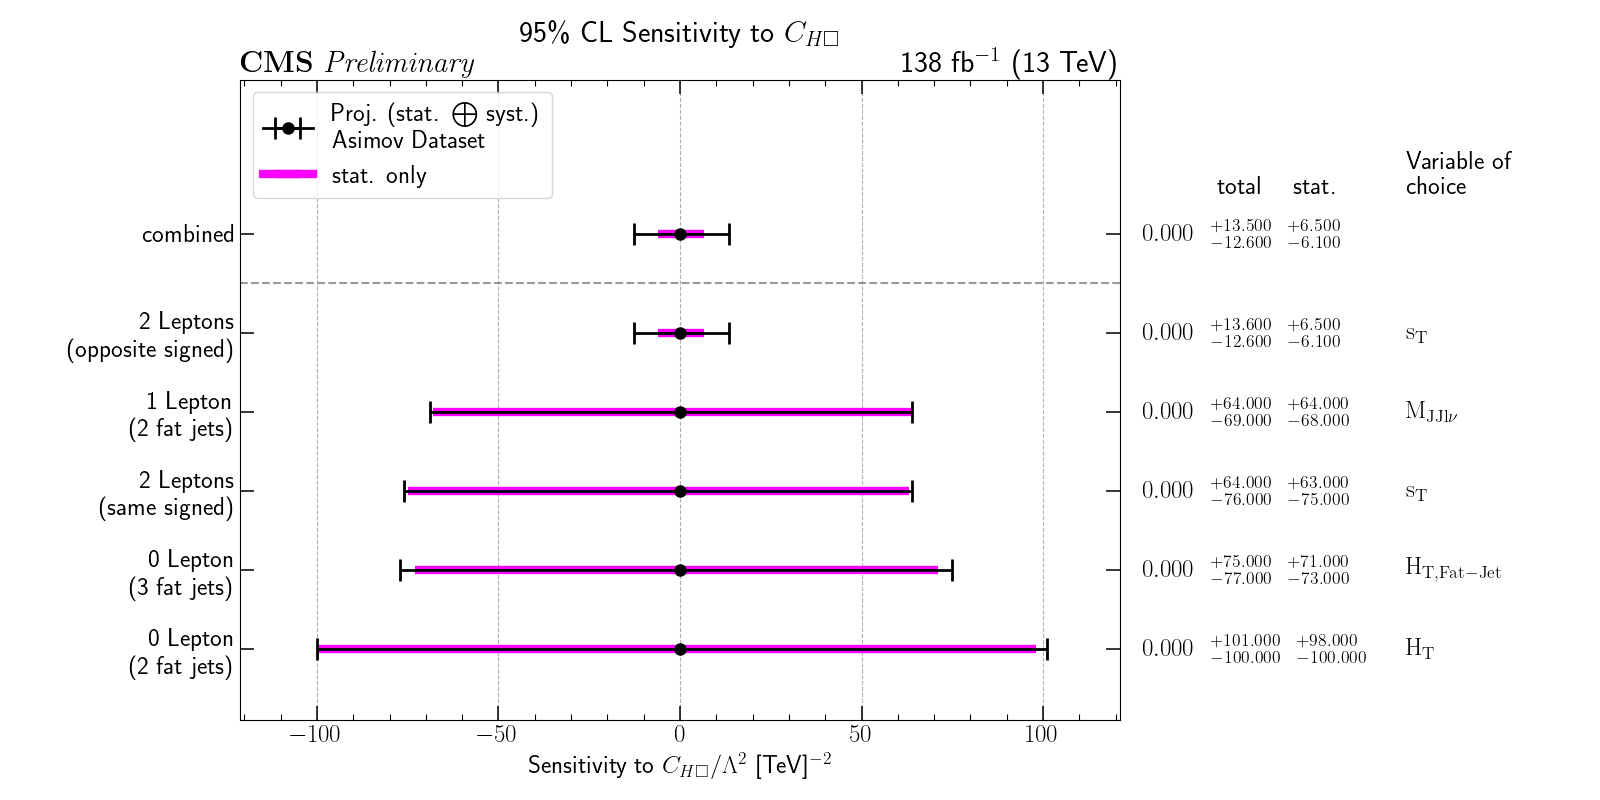 95% CL Sensitivity to C_{H□}
CMS Preliminary
138 fb⁻¹ (13 TeV)
Proj. (stat. ⊕ syst.)
Asimov Dataset
stat. only
total stat. Variable of
choice
combined 0.000 +13.500 −12.600 +6.500 −6.100
2 Leptons
(opposite signed) 0.000 +13.600 −12.600 +6.500 −6.100 s_T
1 Lepton
(2 fat jets) 0.000 +64.000 −69.000 +64.000 −68.000 M_{JJlν}
2 Leptons
(same signed) 0.000 +64.000 −76.000 +63.000 −75.000 s_T
0 Lepton
(3 fat jets) 0.000 +75.000 −77.000 +71.000 −73.000 H_{T,Fat−Jet}
0 Lepton
(2 fat jets) 0.000 +101.000 −100.000 +98.000 −100.000 H_T
−100 −50 0 50 100
Sensitivity to C_{H□}/Λ² [TeV]⁻²